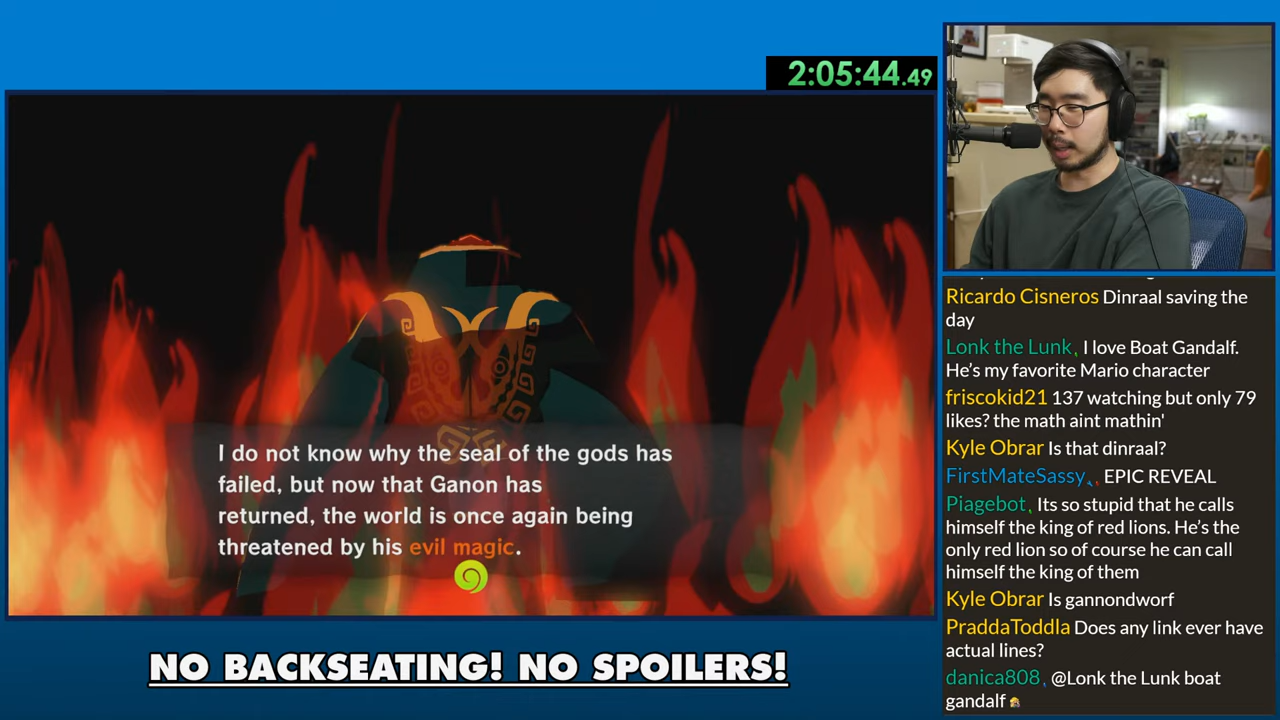 2:05:44.49
I do not know why the seal of the gods has
failed, but now that Ganon has
returned, the world is once again being
threatened by his evil magic.
NO BACKSEATING! NO SPOILERS!
Ricardo Cisneros Dinraal saving the
day
Lonk the Lunk I love Boat Gandalf.
He's my favorite Mario character
friscokid21 137 watching but only 79
likes? the math aint mathin'
Kyle Obrar Is that dinraal?
FirstMateSassy EPIC REVEAL
Piagebot Its so stupid that he calls
himself the king of red lions. He's the
only red lion so of course he can call
himself the king of them
Kyle Obrar Is gannondworf
PraddaToddla Does any link ever have
actual lines?
danica808 @Lonk the Lunk boat
gandalf